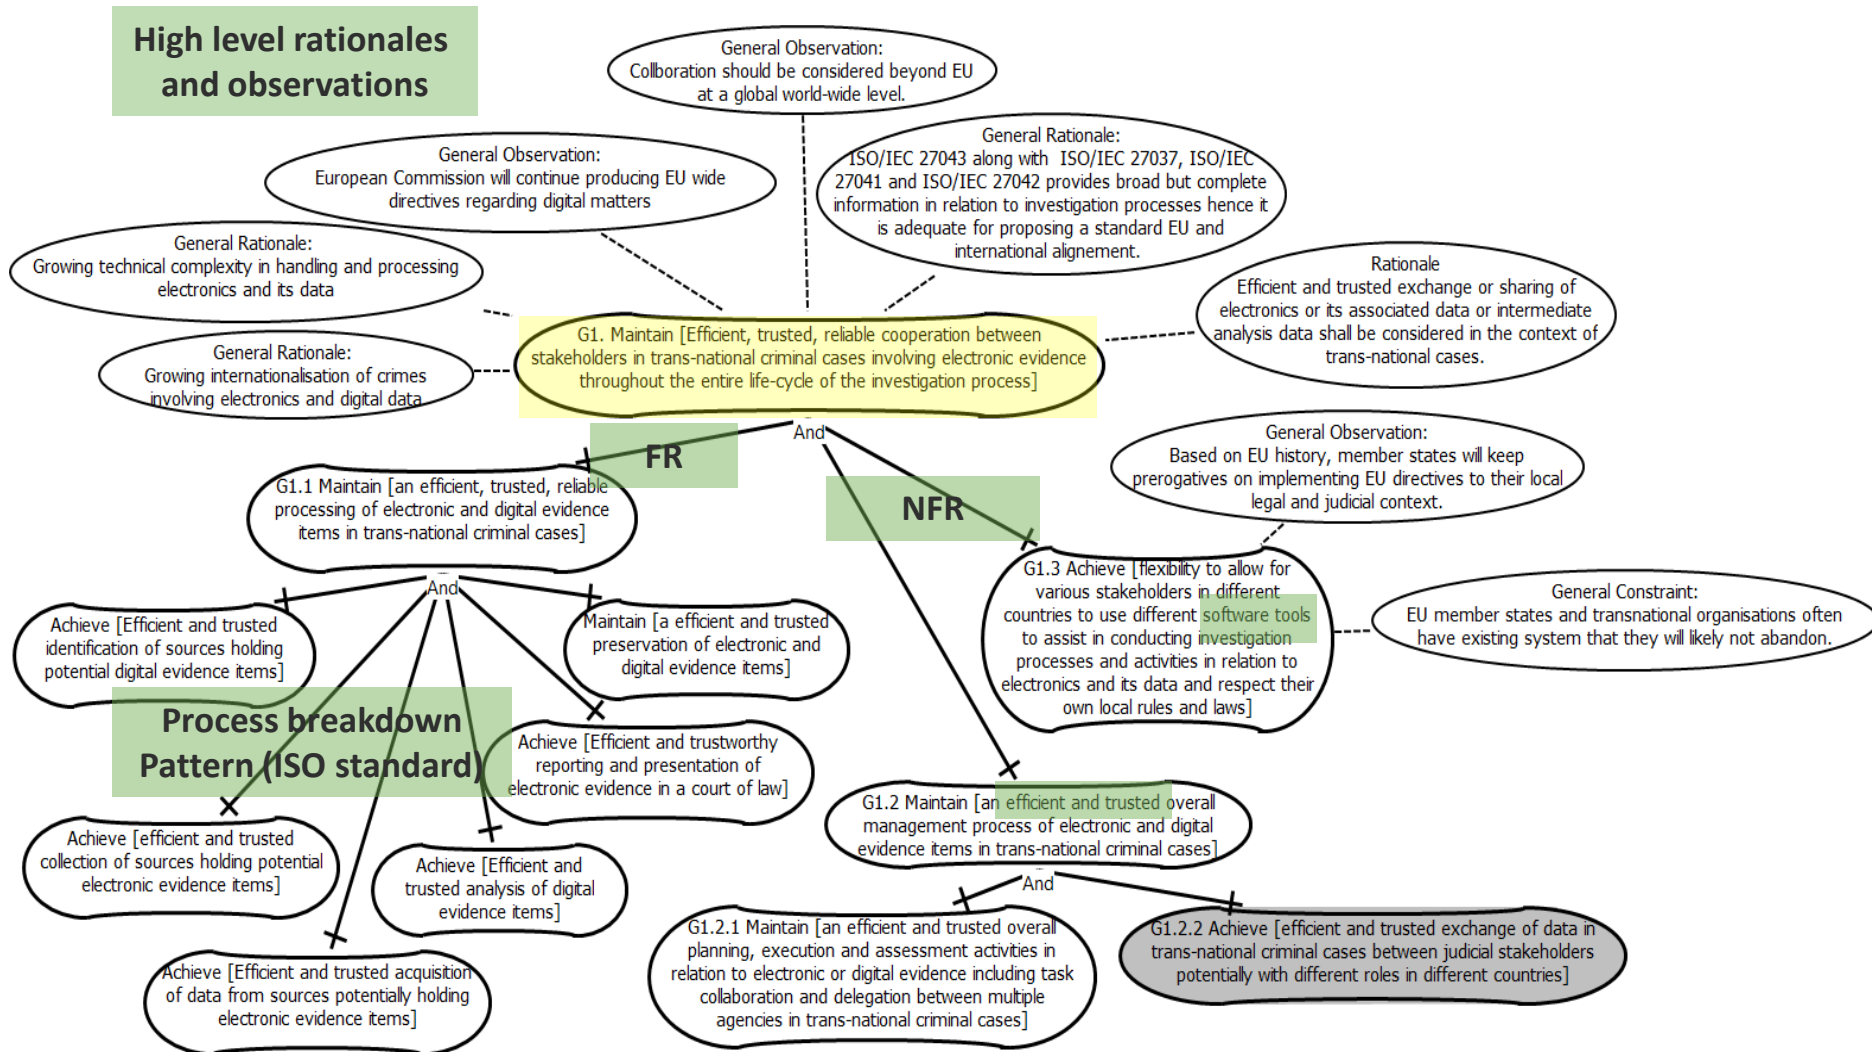 High level rationales
and observations
General Observation:
Collboration should be considered beyond EU
at a global world-wide level.
General Observation:
European Commission will continue producing EU wide
directives regarding digital matters
General Rationale:
ISO/IEC 27043 along with ISO/IEC 27037, ISO/IEC
27041 and ISO/IEC 27042 provides broad but complete
information in relation to investigation processes hence it
is adequate for proposing a standard EU and
international alignement.
General Rationale:
Growing technical complexity in handling and processing
electronics and its data
Rationale
Efficient and trusted exchange or sharing of
electronics or its associated data or intermediate
analysis data shall be considered in the context of
trans-national cases.
General Rationale:
Growing internationalisation of crimes
involving electronics and digital data
G1. Maintain [Efficient, trusted, reliable cooperation between
stakeholders in trans-national criminal cases involving electronic evidence
throughout the entire life-cycle of the investigation process]
And
FR
NFR
General Observation:
Based on EU history, member states will keep
prerogatives on implementing EU directives to their local
legal and judicial context.
G1.1 Maintain [an efficient, trusted, reliable
processing of electronic and digital evidence
items in trans-national criminal cases]
And
G1.3 Achieve [flexibility to allow for
various stakeholders in different
countries to use different software tools
to assist in conducting investigation
processes and activities in relation to
electronics and its data and respect their
own local rules and laws]
General Constraint:
EU member states and transnational organisations often
have existing system that they will likely not abandon.
Achieve [Efficient and trusted
identification of sources holding
potential digital evidence items]
Maintain [a efficient and trusted
preservation of electronic and
digital evidence items]
Process breakdown
Pattern (ISO standard)
Achieve [Efficient and trustworthy
reporting and presentation of
electronic evidence in a court of law]
G1.2 Maintain [an efficient and trusted overall
management process of electronic and digital
evidence items in trans-national criminal cases]
And
Achieve [efficient and trusted
collection of sources holding potential
electronic evidence items]
Achieve [Efficient and
trusted analysis of digital
evidence items]
Achieve [Efficient and trusted acquisition
of data from sources potentially holding
electronic evidence items]
G1.2.1 Maintain [an efficient and trusted overall
planning, execution and assessment activities in
relation to electronic or digital evidence including task
collaboration and delegation between multiple
agencies in trans-national criminal cases]
G1.2.2 Achieve [efficient and trusted exchange of data in
trans-national criminal cases between judicial stakeholders
potentially with different roles in different countries]